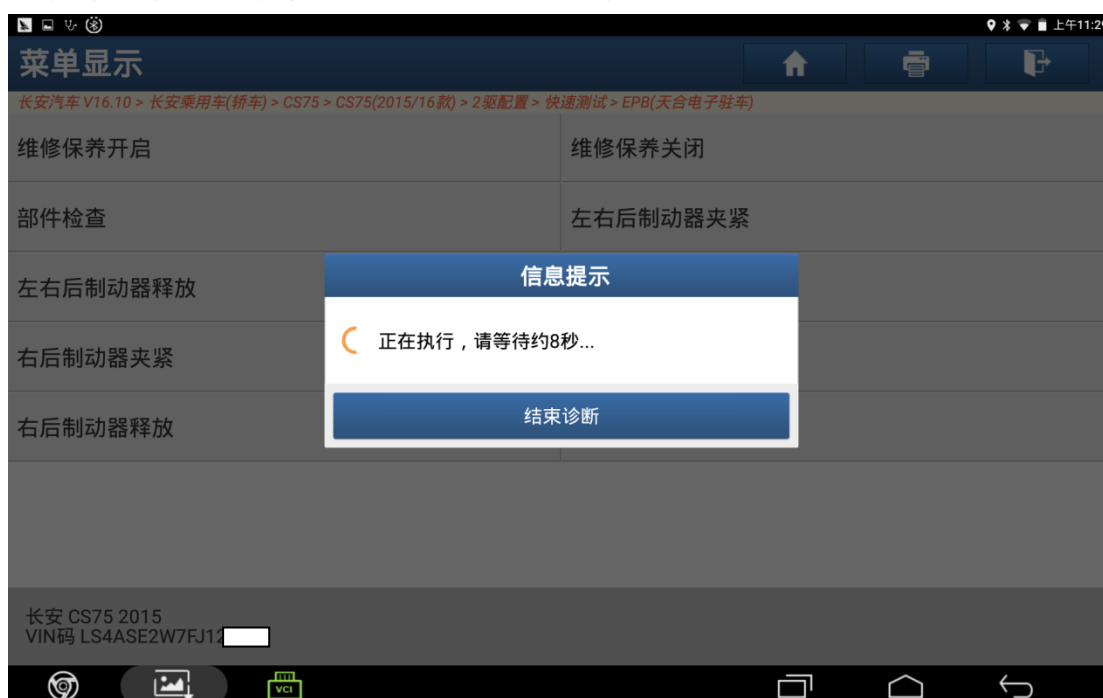 上午11:29
菜单显示
长安汽车 V16.10 > 长安乘用车(轿车) > CS75 > CS75(2015/16款) > 2驱配置 > 快速测试 > EPB(天合电子驻车)
维修保养开启
维修保养关闭
部件检查
左右后制动器夹紧
左右后制动器释放
信息提示
正在执行，请等待约8秒...
右后制动器夹紧
结束诊断
右后制动器释放
长安 CS75 2015
VIN码 LS4ASE2W7FJ12
VCI